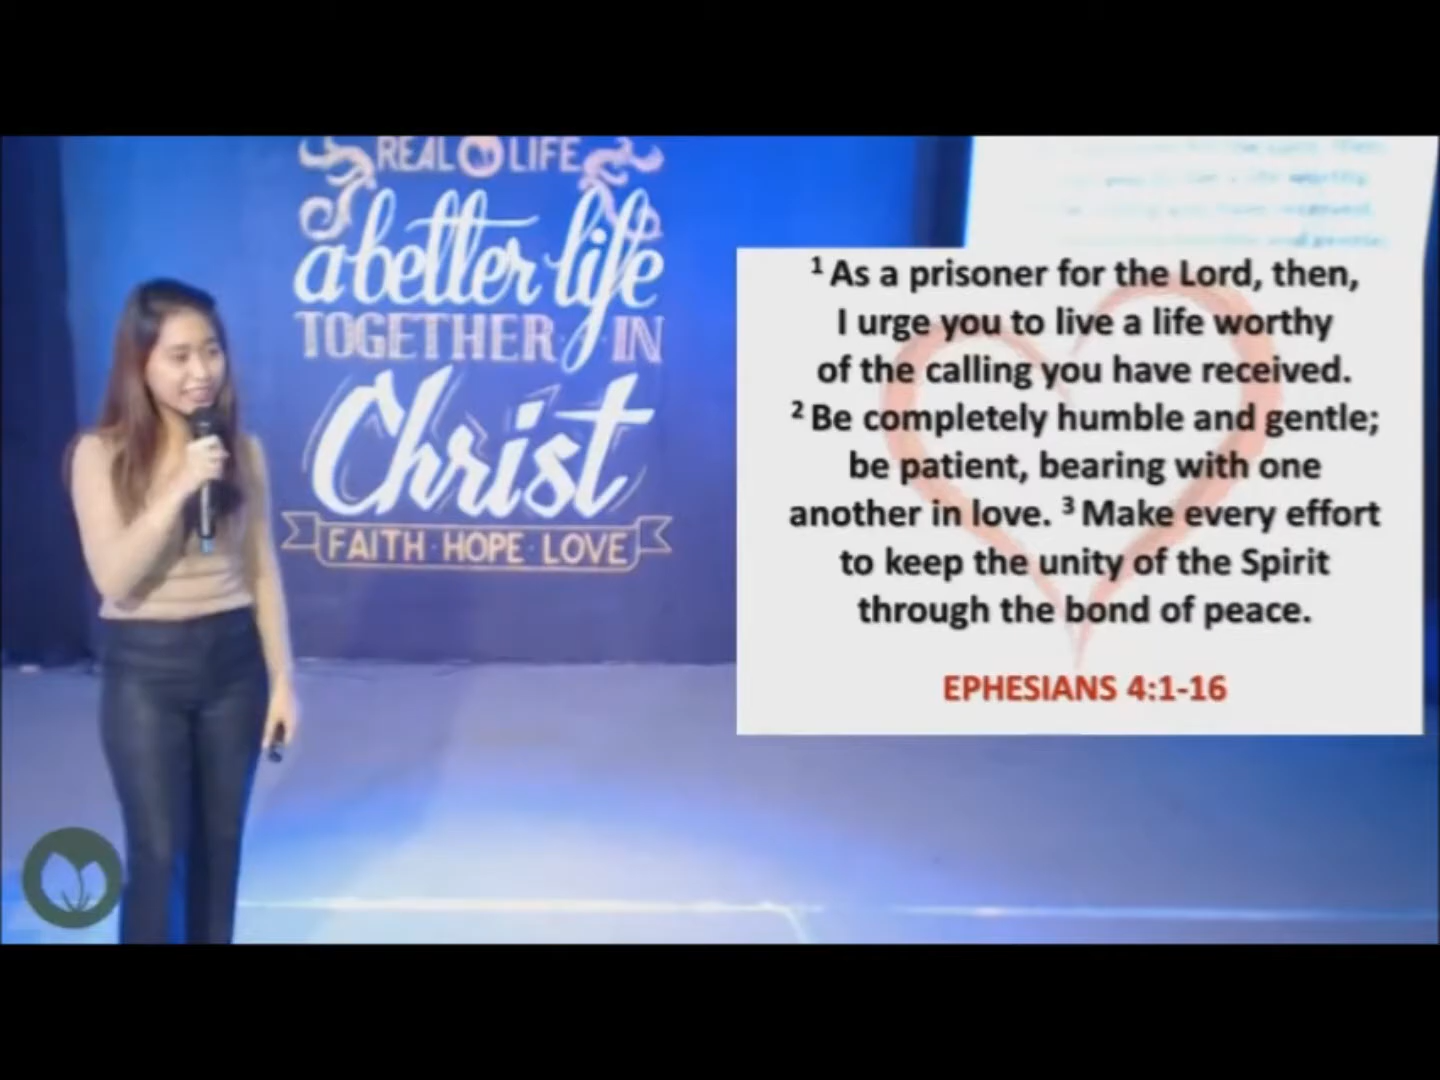 REAL LIFE
a better life
TOGETHER IN
Christ
FAITH · HOPE · LOVE
1 As a prisoner for the Lord, then,
I urge you to live a life worthy
of the calling you have received.
2 Be completely humble and gentle;
be patient, bearing with one
another in love. 3 Make every effort
to keep the unity of the Spirit
through the bond of peace.
EPHESIANS 4:1-16